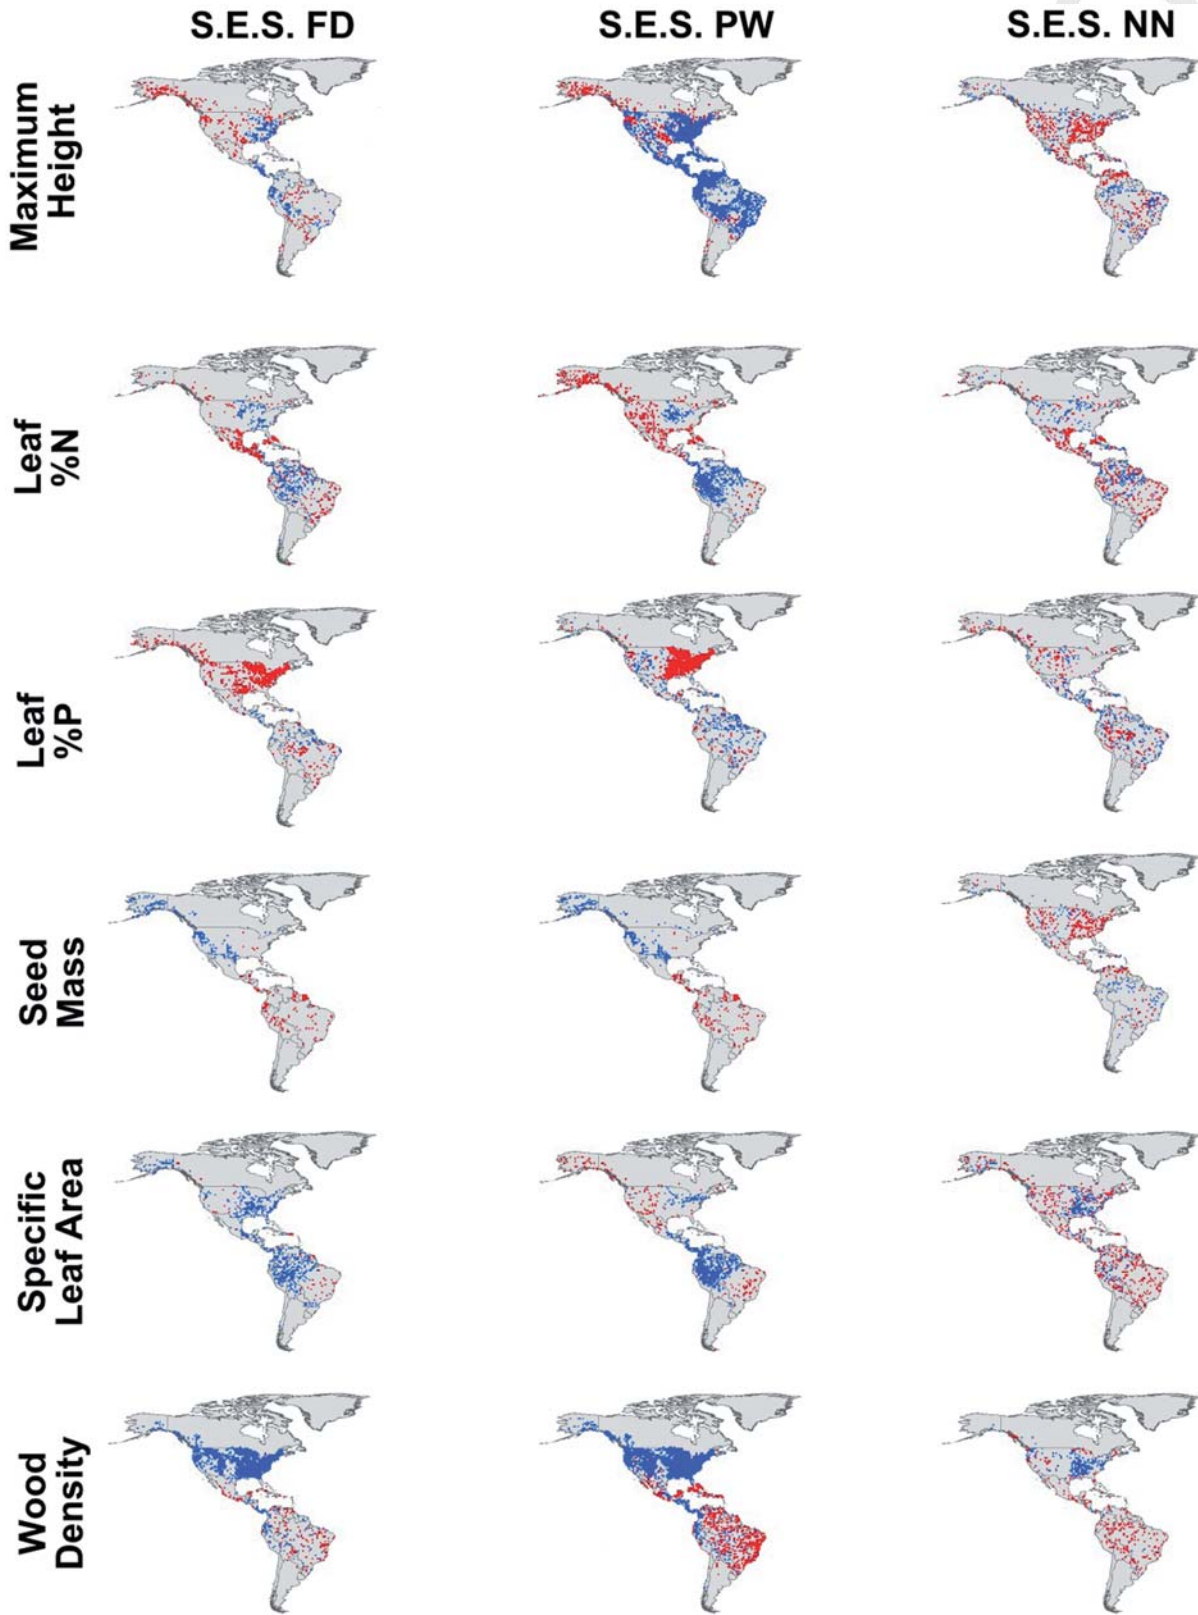 S.E.S. FD
S.E.S. PW
S.E.S. NN
Maximum
Height
Leaf
%N
Leaf
%P
Seed
Mass
Specific
Leaf Area
Wood
Density